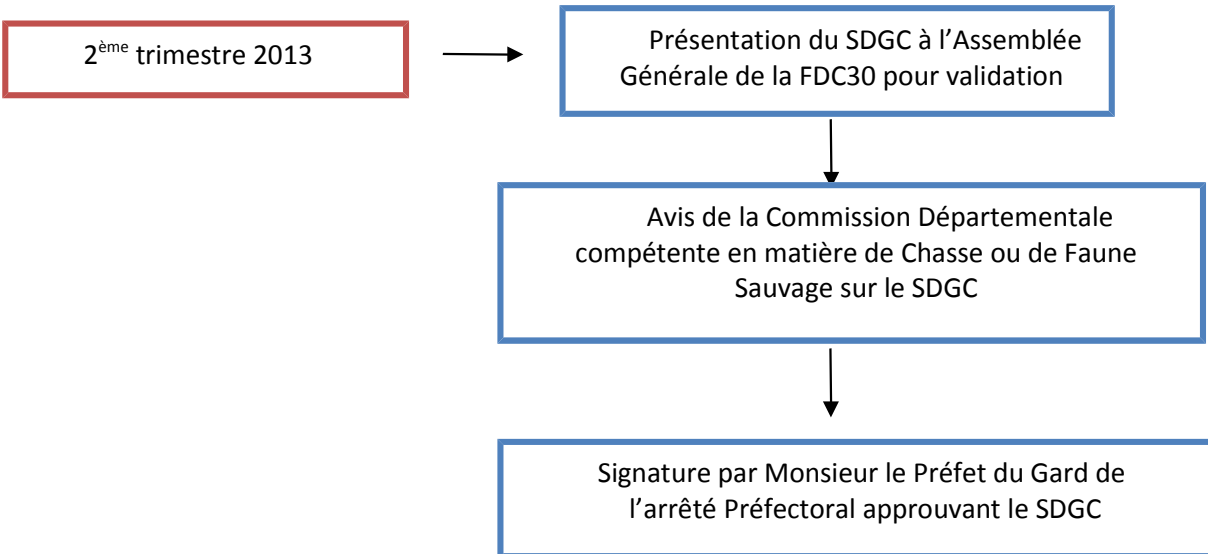 2ème trimestre 2013
Présentation du SDGC à l'Assemblée
Générale de la FDC30 pour validation
Avis de la Commission Départementale
compétente en matière de Chasse ou de Faune
Sauvage sur le SDGC
Signature par Monsieur le Préfet du Gard de
l'arrêté Préfectoral approuvant le SDGC